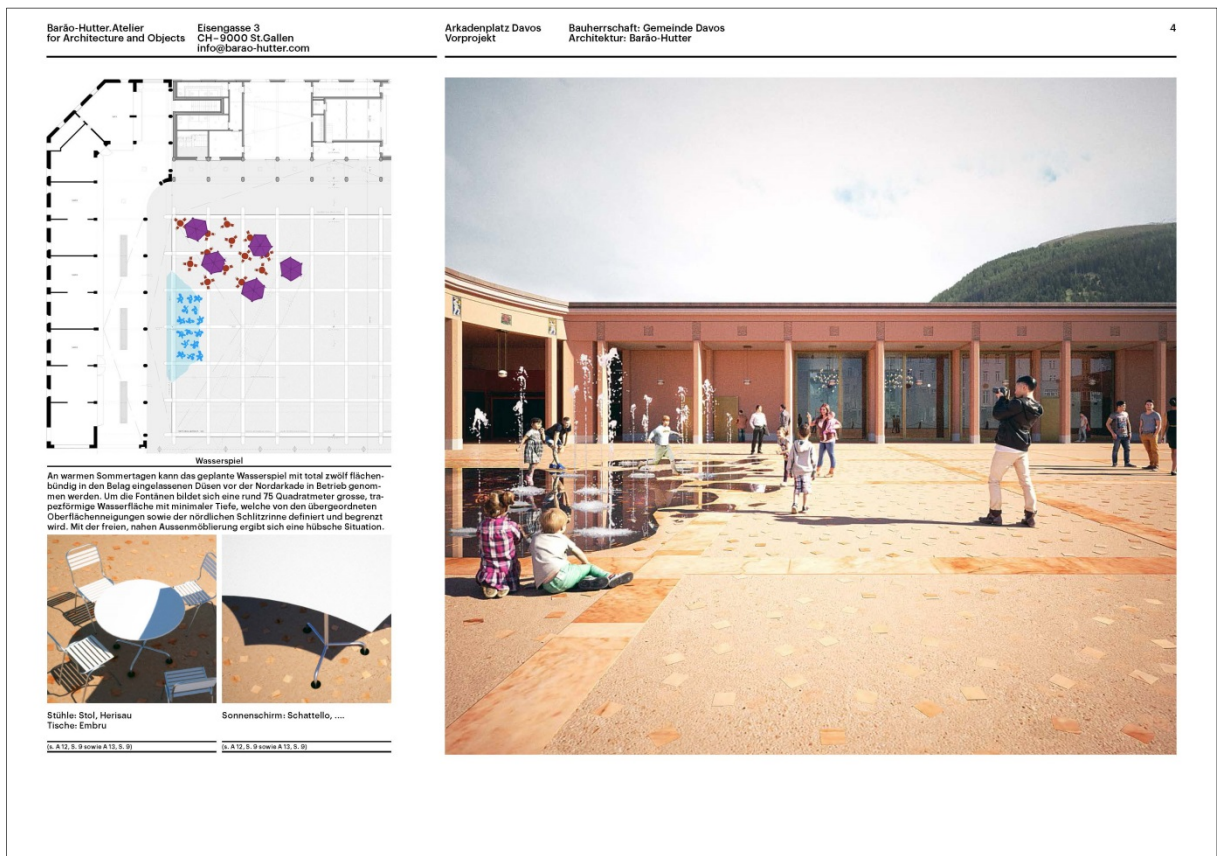 Barão-Hutter.Atelier
for Architecture and Objects
Eisengasse 3
CH–9000 St.Gallen
info@barao-hutter.com
Arkadenplatz Davos
Vorprojekt
Bauherrschaft: Gemeinde Davos
Architektur: Barão-Hutter
4
Wasserspiel
An warmen Sommertagen kann das geplante Wasserspiel mit total zwölf flächen-
bündig in den Belag eingelassenen Düsen vor der Nordarkade in Betrieb genom-
men werden. Um die Fontänen bildet sich eine rund 75 Quadratmeter grosse, tra-
pezförmige Wasserfläche mit minimaler Tiefe, welche von den übergeordneten
Oberflächenneigungen sowie der nördlichen Schlitzrinne definiert und begrenzt
wird. Mit der freien, nahen Aussenmöblierung ergibt sich eine hübsche Situation.
Stühle: Stol, Herisau
Tische: Embru
Sonnenschirm: Schattello, ....
(s. A 12, S. 9 sowie A 13, S. 9)
(s. A 12, S. 9 sowie A 13, S. 9)